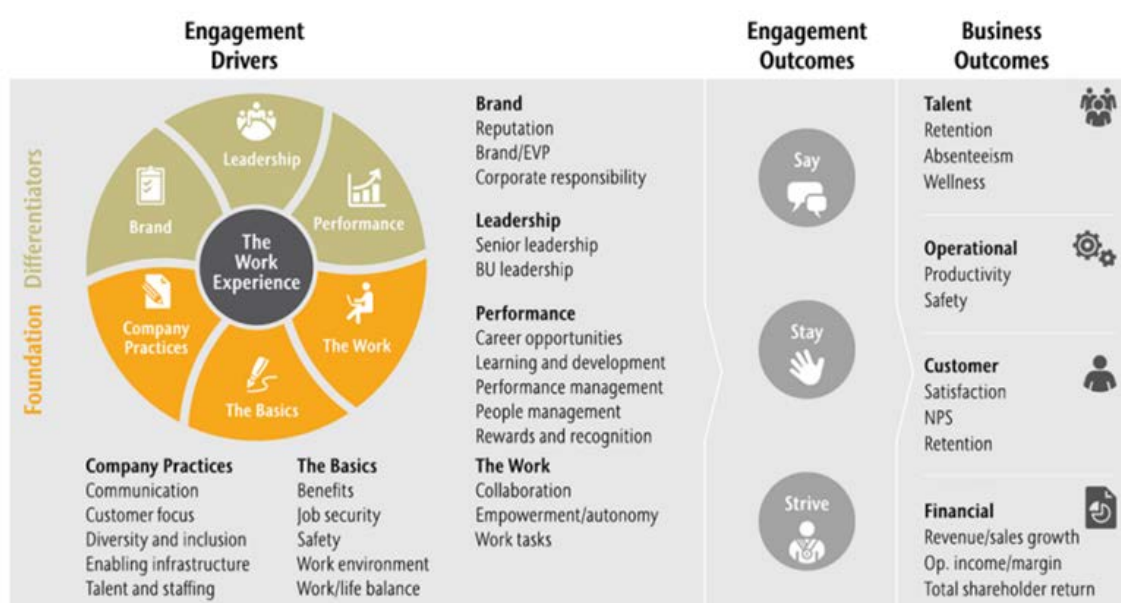 Engagement
Drivers
Engagement
Outcomes
Business
Outcomes
Foundation Differentiators
Leadership
Brand
Performance
The
Work
Experience
Company
Practices
The Work
The Basics
Brand
Reputation
Brand/EVP
Corporate responsibility
Leadership
Senior leadership
BU leadership
Performance
Career opportunities
Learning and development
Performance management
People management
Rewards and recognition
Company Practices
Communication
Customer focus
Diversity and inclusion
Enabling infrastructure
Talent and staffing
The Basics
Benefits
Job security
Safety
Work environment
Work/life balance
The Work
Collaboration
Empowerment/autonomy
Work tasks
Say
Stay
Strive
Talent
Retention
Absenteeism
Wellness
Operational
Productivity
Safety
Customer
Satisfaction
NPS
Retention
Financial
Revenue/sales growth
Op. income/margin
Total shareholder return